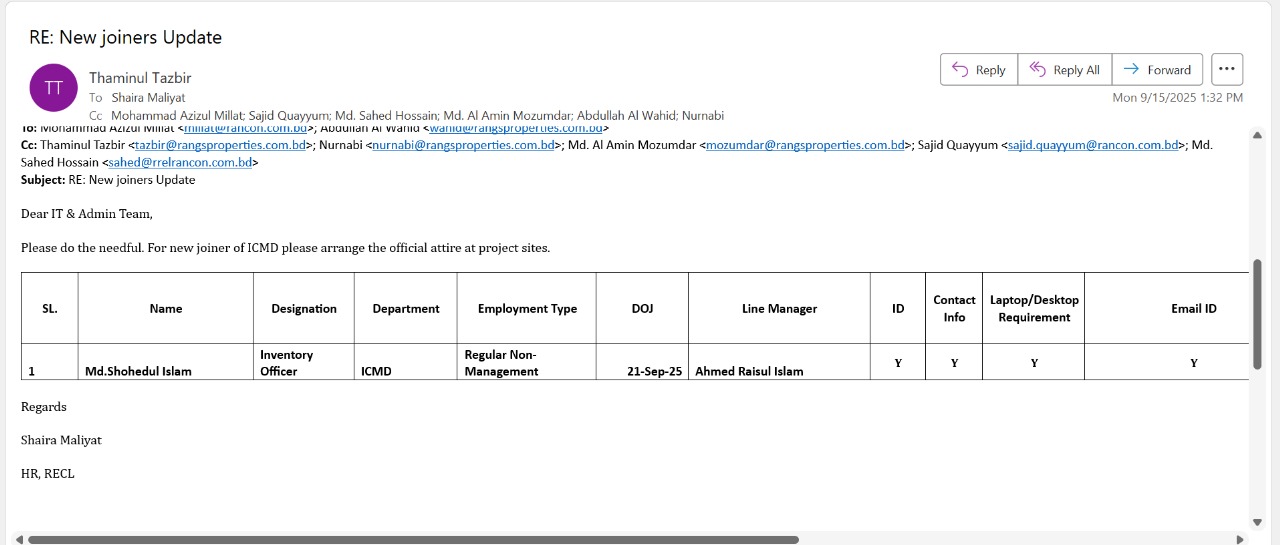 RE: New joiners Update
TT
Thaminul Tazbir
To Shaira Maliyat
Cc Mohammad Azizul Millat; Sajid Quayyum; Md. Sahed Hossain; Md. Al Amin Mozumdar; Abdullah Al Wahid; Nurnabi
Reply
Reply All
Forward
Mon 9/15/2025 1:32 PM
To: Mohammad Azizul Millat <millat@rancon.com.bd>; Abdullah Al Wahid <wahid@rangsproperties.com.bd>
Cc: Thaminul Tazbir <tazbir@rangsproperties.com.bd>; Nurnabi <nurnabi@rangsproperties.com.bd>; Md. Al Amin Mozumdar <mozumdar@rangsproperties.com.bd>; Sajid Quayyum <sajid.quayyum@rancon.com.bd>; Md.
Sahed Hossain <sahed@rrelrancon.com.bd>
Subject: RE: New joiners Update
Dear IT & Admin Team,
Please do the needful. For new joiner of ICMD please arrange the official attire at project sites.
SL. Name Designation Department Employment Type DOJ Line Manager ID Contact Info Laptop/Desktop Requirement Email ID
1 Md.Shohedul Islam Inventory Officer ICMD Regular Non-Management 21-Sep-25 Ahmed Raisul Islam Y Y Y Y
Regards
Shaira Maliyat
HR, RECL